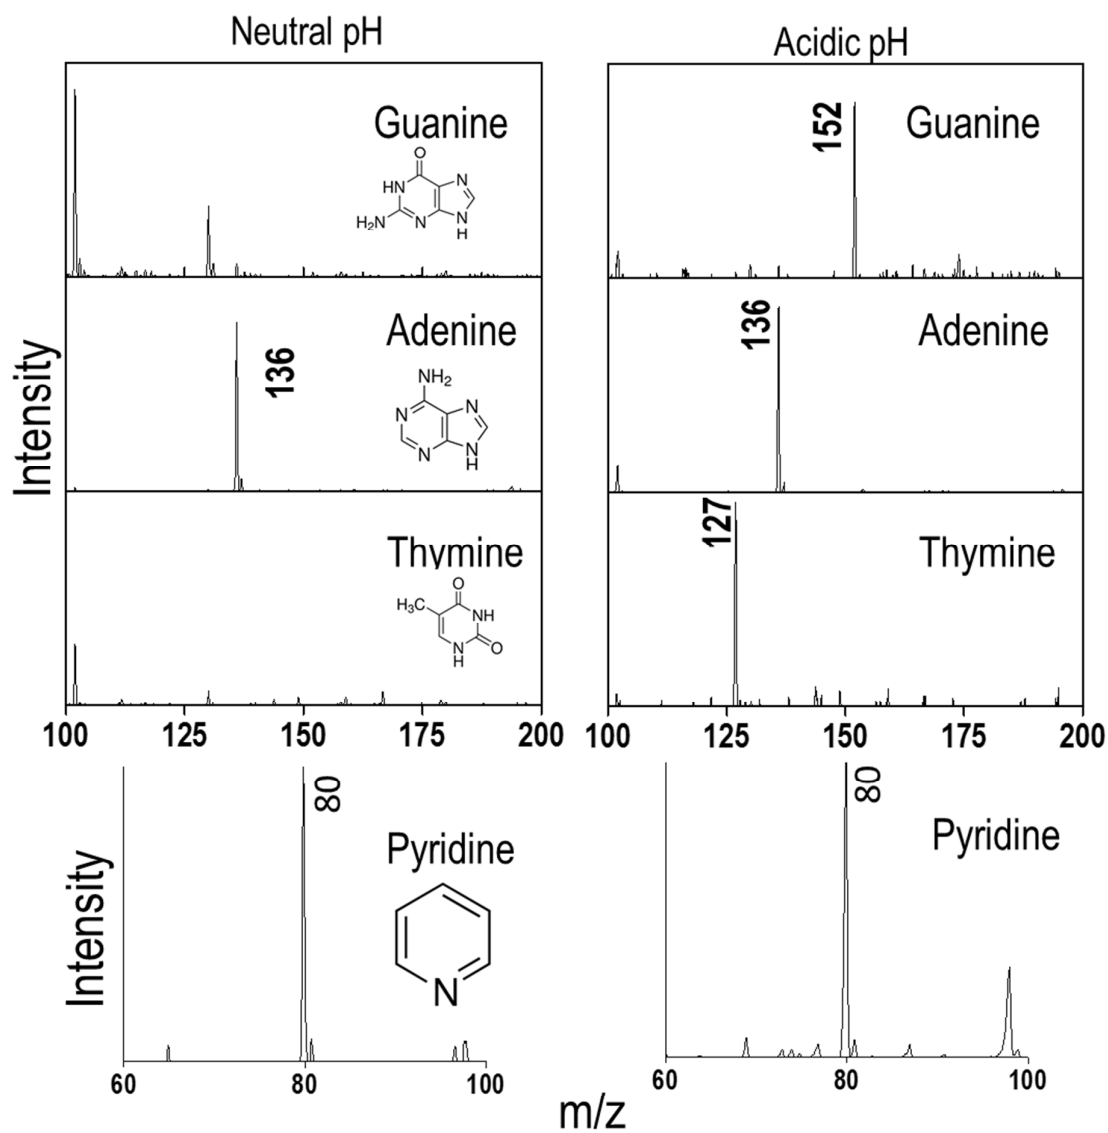 Neutral pH
Acidic pH
Guanine
O
HN
N
H₂N
N
N
H
152
Guanine
Intensity
136
Adenine
NH₂
N
N
N
N
H
136
Adenine
Thymine
O
H₃C
NH
N
H
O
127
Thymine
100 125 150 175 200
100 125 150 175 200
Intensity
80
Pyridine
N
80
Pyridine
60 80 100
60 80 100
m/z